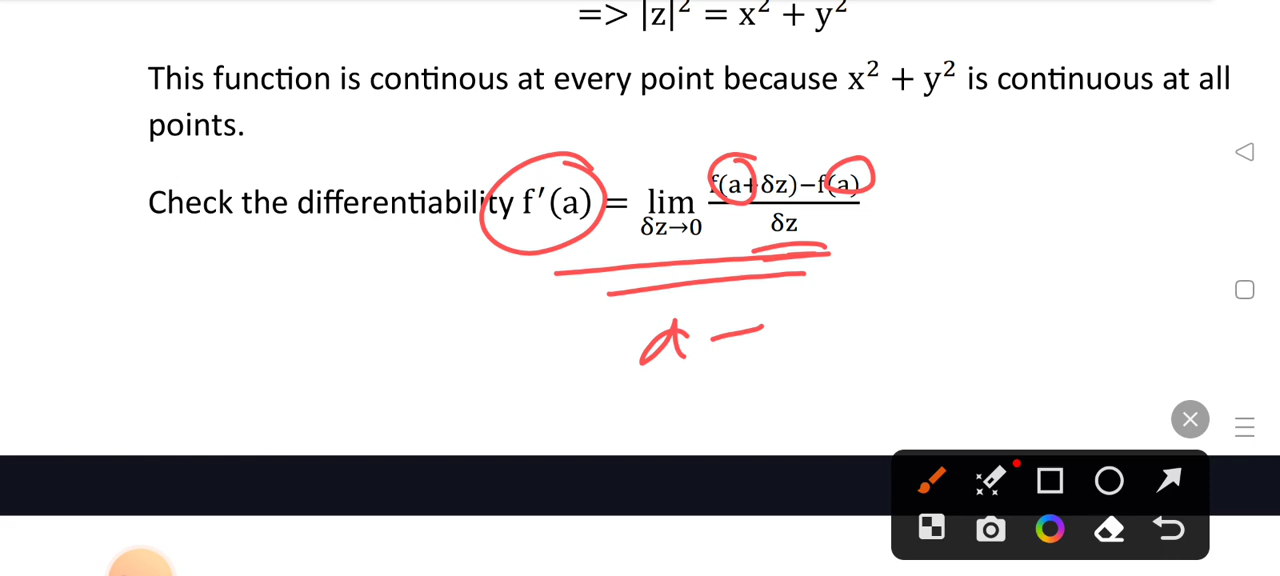 => |z|² = x² + y²
This function is continous at every point because x² + y² is continuous at all
points.
Check the differentiability f′(a) = lim δz→0 f(a+δz)−f(a) / δz